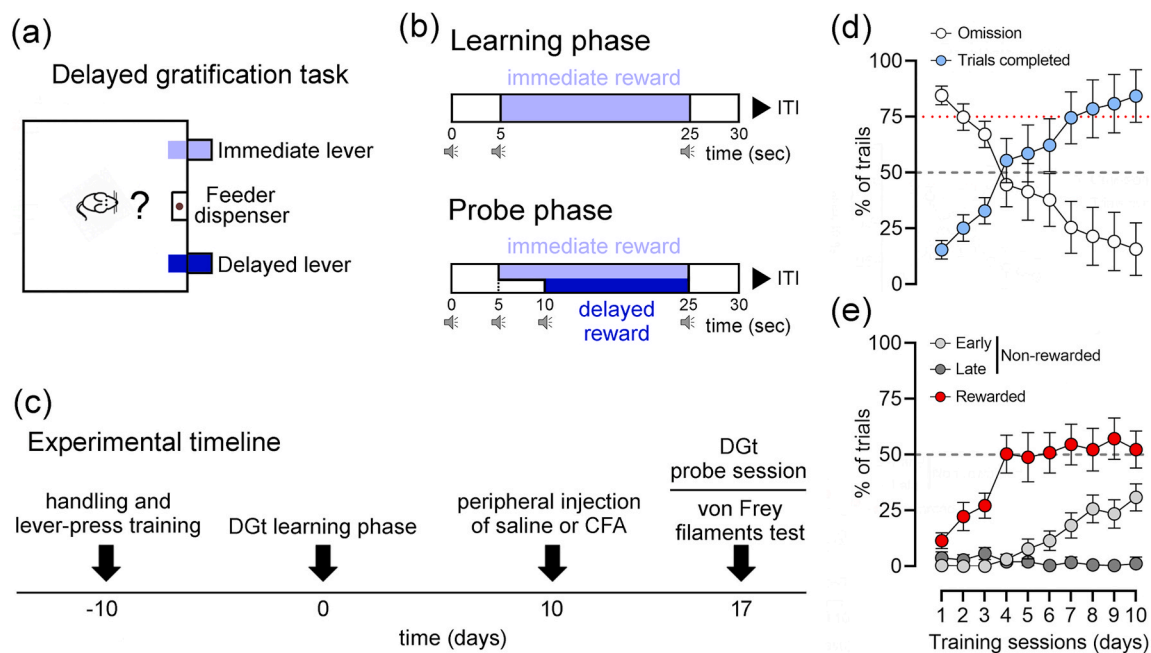 (a)
Delayed gratification task
Immediate lever
?
Feeder
dispenser
Delayed lever
(b)
Learning phase
immediate reward
ITI
0 5 25 30
time (sec)
Probe phase
immediate reward
ITI
0 5 10 25 30
delayed
reward
time (sec)
(c)
Experimental timeline
handling and
lever-press training
DGt learning phase
peripheral injection
of saline or CFA
DGt
probe session
von Frey
filaments test
-10 0 10 17
time (days)
(d)
Omission
Trials completed
% of trails
100
75
50
25
0
(e)
Early
Late
Non-rewarded
Rewarded
% of trials
100
75
50
25
0
1 2 3 4 5 6 7 8 9 10
Training sessions (days)